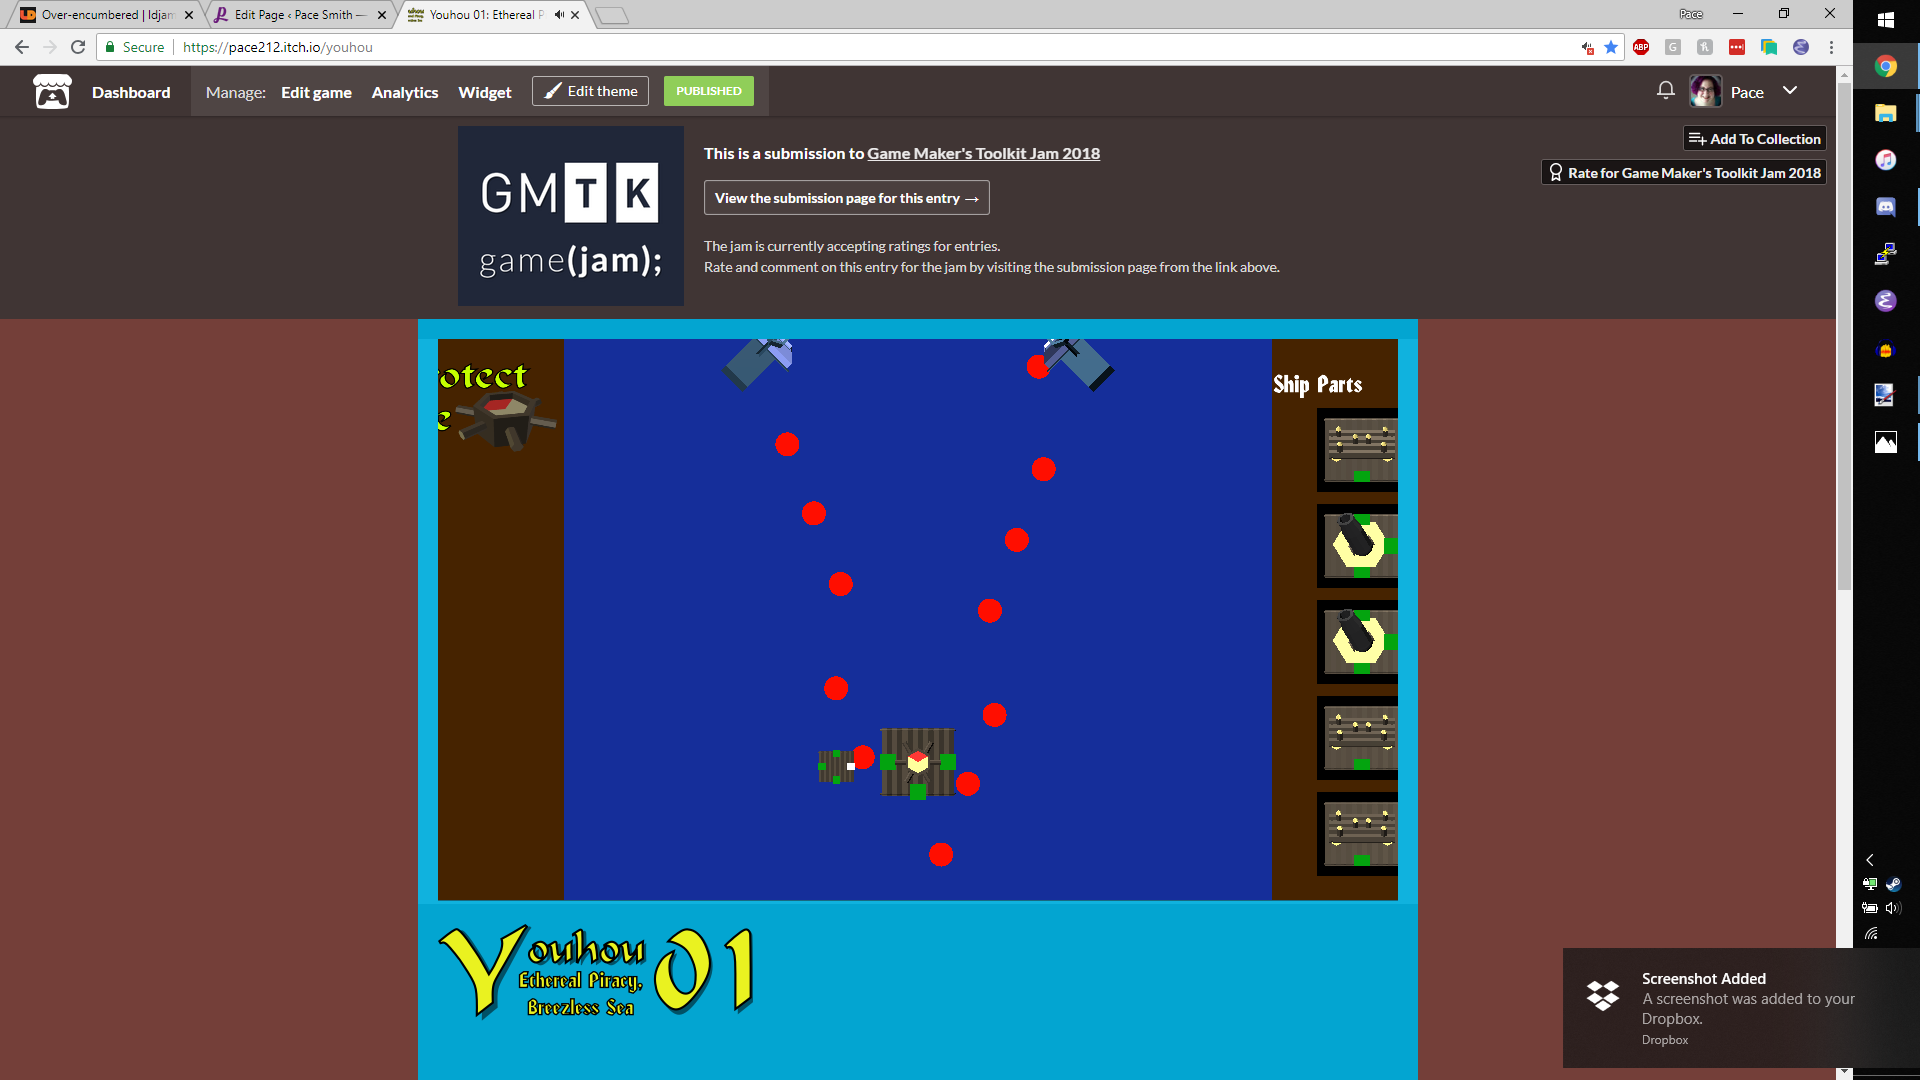 Over-encumbered | ldjam
Edit Page ‹ Pace Smith —
Youhou 01: Ethereal P
Pace
Secure
https://pace212.itch.io/youhou
ABP
Dashboard
Manage:
Edit game
Analytics
Widget
Edit theme
PUBLISHED
Pace
GMTK
game(jam);
This is a submission to Game Maker's Toolkit Jam 2018
View the submission page for this entry →
The jam is currently accepting ratings for entries.
Rate and comment on this entry for the jam by visiting the submission page from the link above.
Add To Collection
Rate for Game Maker's Toolkit Jam 2018
otect
e
Ship Parts
Youhou 01
Ethereal Piracy,
Breezless Sea
Screenshot Added
A screenshot was added to your
Dropbox.
Dropbox